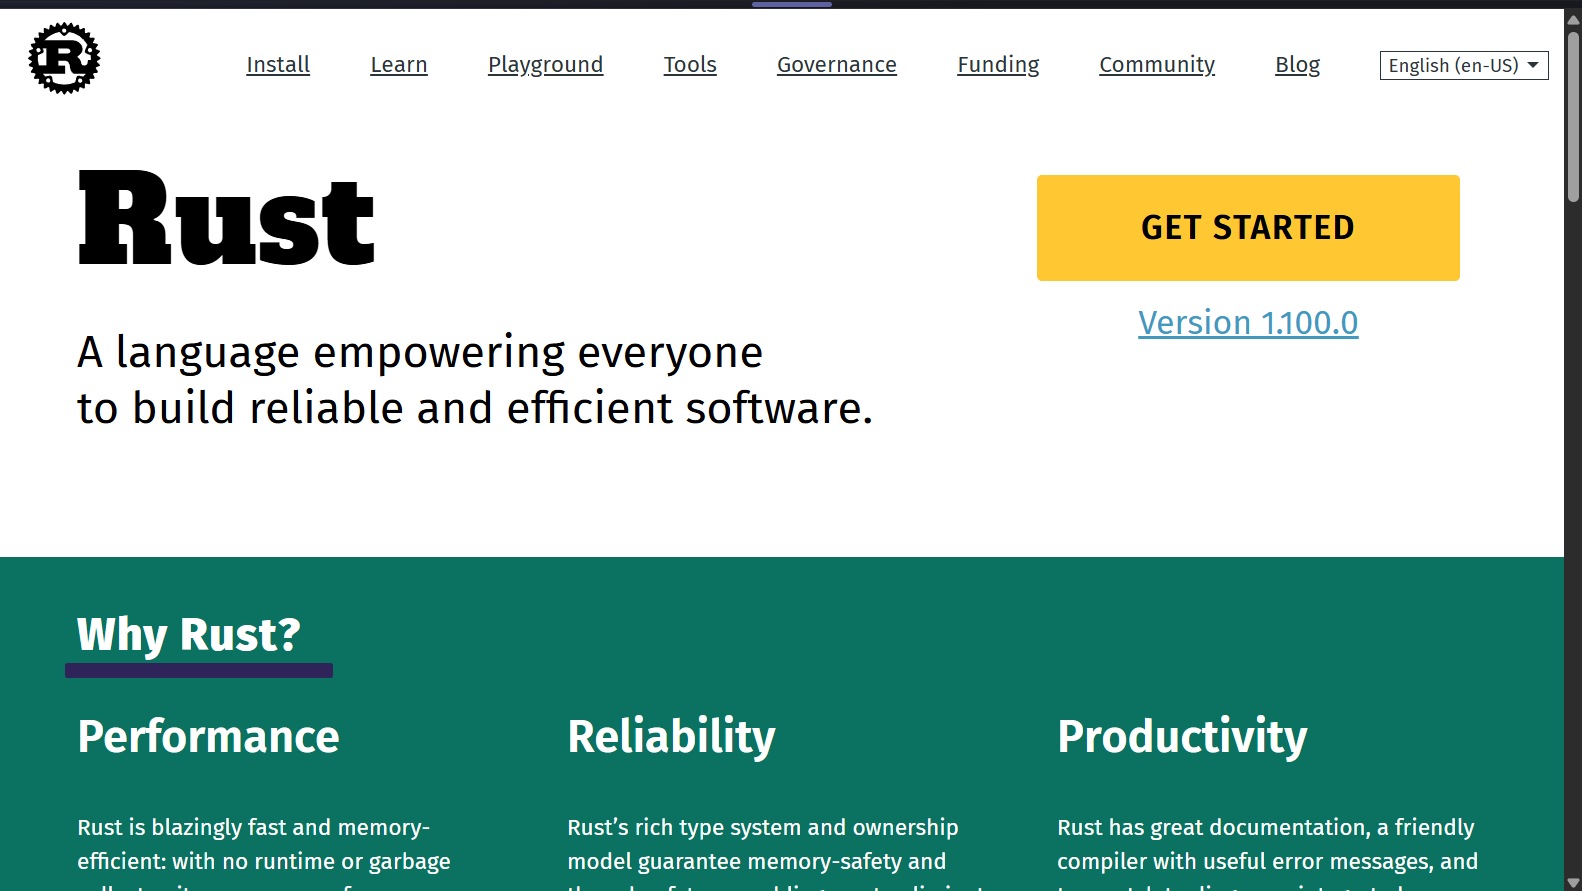 R
Install Learn Playground Tools Governance Funding Community Blog English (en-US)
Rust
GET STARTED
Version 1.100.0
A language empowering everyone
to build reliable and efficient software.
Why Rust?
Performance
Rust is blazingly fast and memory-
efficient: with no runtime or garbage
Reliability
Rust’s rich type system and ownership
model guarantee memory-safety and
Productivity
Rust has great documentation, a friendly
compiler with useful error messages, and